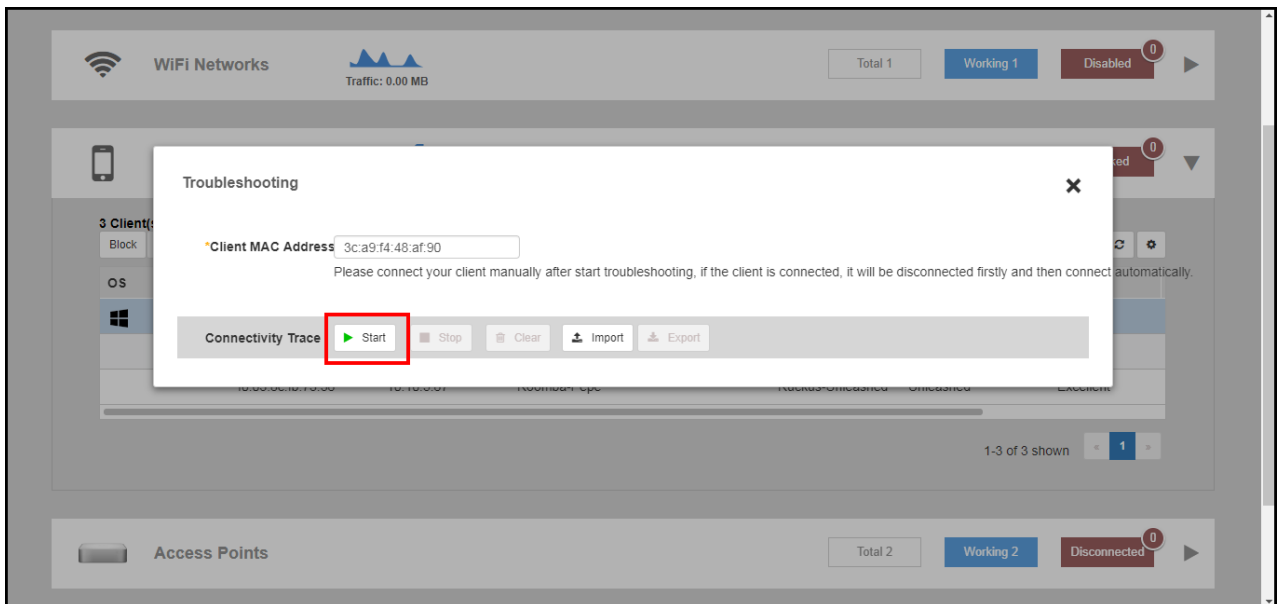 WiFi Networks
Traffic: 0.00 MB
Total 1
Working 1
Disabled
0
0
Troubleshooting
*Client MAC Address
3c:a9:f4:48:af:90
Please connect your client manually after start troubleshooting, if the client is connected, it will be disconnected firstly and then connect automatically.
3 Client(
Block
OS
Connectivity Trace
Start
Stop
Clear
Import
Export
Ruckus-Unleashed
Unleashed
Excellent
1-3 of 3 shown
« 1 »
Access Points
Total 2
Working 2
Disconnected
0